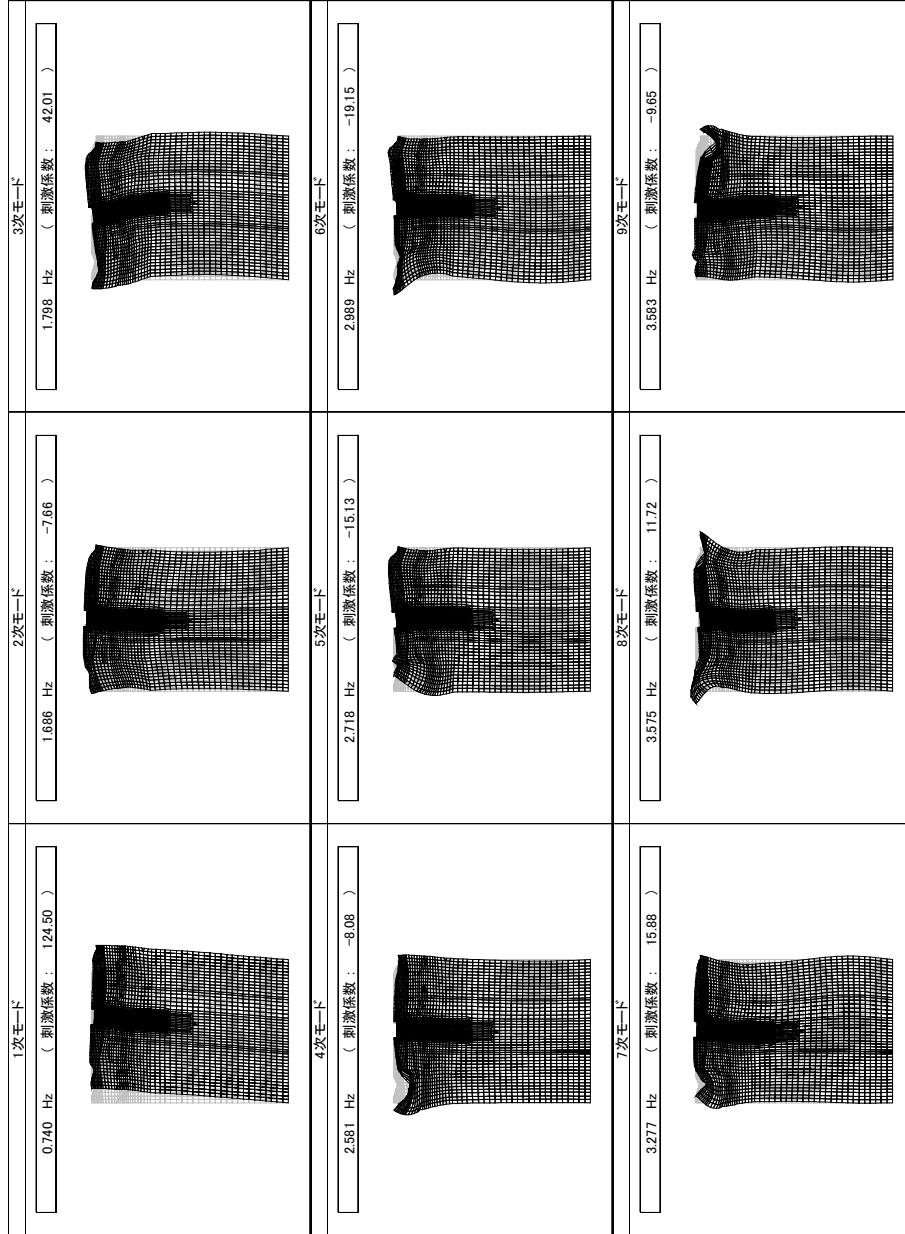 1次モード
0.740 Hz ( 刺激係数 : 124.50 )
2次モード
1.686 Hz ( 刺激係数 : -7.66 )
3次モード
1.798 Hz ( 刺激係数 : 42.01 )
4次モード
2.581 Hz ( 刺激係数 : -8.08 )
5次モード
2.718 Hz ( 刺激係数 : -15.13 )
6次モード
2.989 Hz ( 刺激係数 : -19.15 )
7次モード
3.277 Hz ( 刺激係数 : 15.88 )
8次モード
3.575 Hz ( 刺激係数 : 11.72 )
9次モード
3.583 Hz ( 刺激係数 : -9.65 )